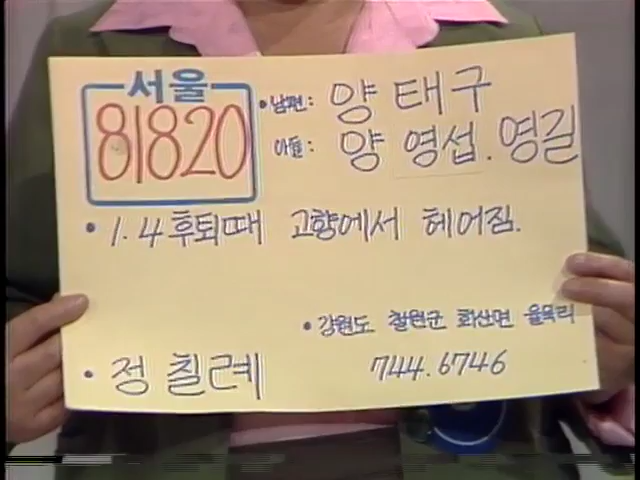 서울
81820
• 남편: 양 태구
아들: 양 영섭. 영길
• 1.4 후퇴때 고향에서 헤어짐.
• 강원도 철원군 화산면 율목리
• 정 칠례 744.6746